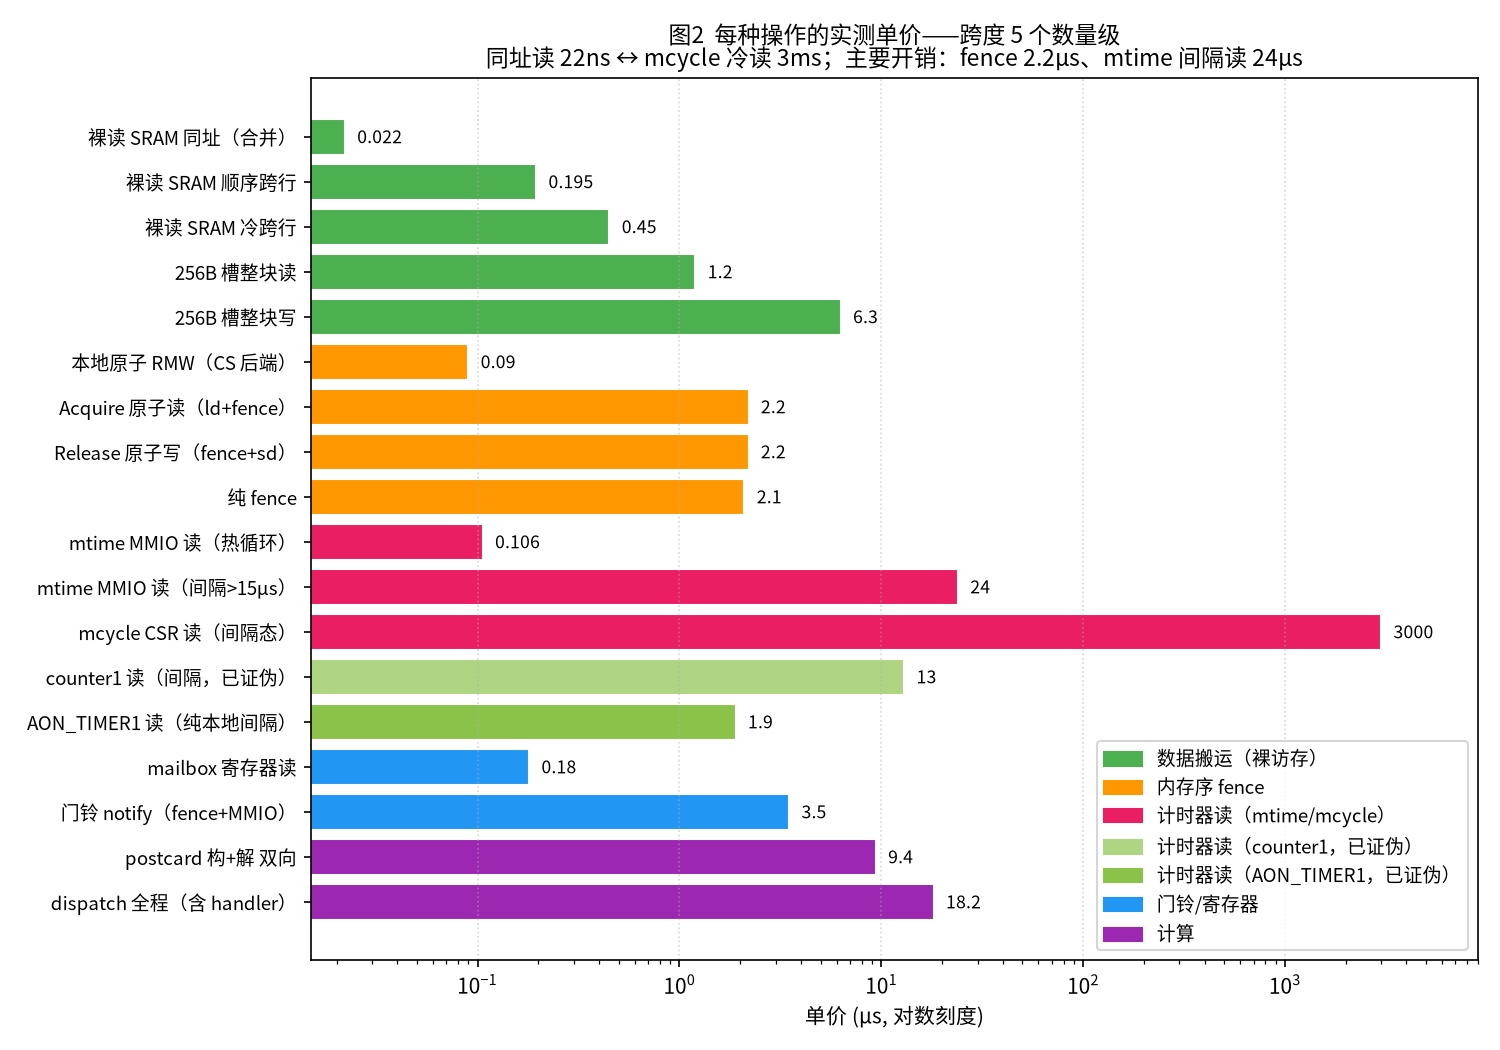 图2 每种操作的实测单价——跨度 5 个数量级
同址读 22ns ↔ mcycle 冷读 3ms；主要开销：fence 2.2μs、mtime 间隔读 24μs
裸读 SRAM 同址（合并） 0.022
裸读 SRAM 顺序跨行 0.195
裸读 SRAM 冷跨行 0.45
256B 槽整块读 1.2
256B 槽整块写 6.3
本地原子 RMW（CS 后端） 0.09
Acquire 原子读（ld+fence） 2.2
Release 原子写（fence+sd） 2.2
纯 fence 2.1
mtime MMIO 读（热循环） 0.106
mtime MMIO 读（间隔>15μs） 24
mcycle CSR 读（间隔态） 3000
counter1 读（间隔，已证伪） 13
AON_TIMER1 读（纯本地间隔） 1.9
mailbox 寄存器读 0.18
门铃 notify（fence+MMIO） 3.5
postcard 构+解 双向 9.4
dispatch 全程（含 handler） 18.2
数据搬运（裸访存）
内存序 fence
计时器读（mtime/mcycle）
计时器读（counter1，已证伪）
计时器读（AON_TIMER1，已证伪）
门铃/寄存器
计算
10⁻¹ 10⁰ 10¹ 10² 10³
单价 (μs, 对数刻度)